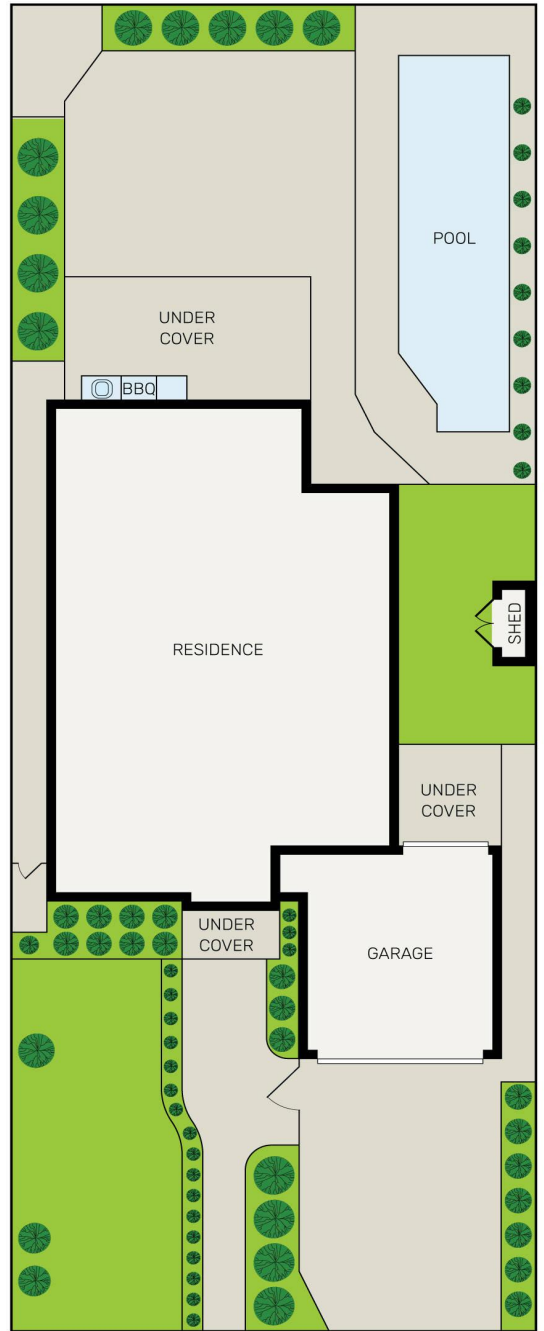 POOL
UNDER
COVER
BBQ
SHED
RESIDENCE
UNDER
COVER
UNDER
COVER
GARAGE